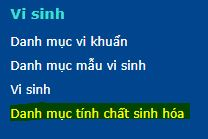 Vi sinh
Danh mục vi khuẩn
Danh mục mẫu vi sinh
Vi sinh
Danh mục tính chất sinh hóa